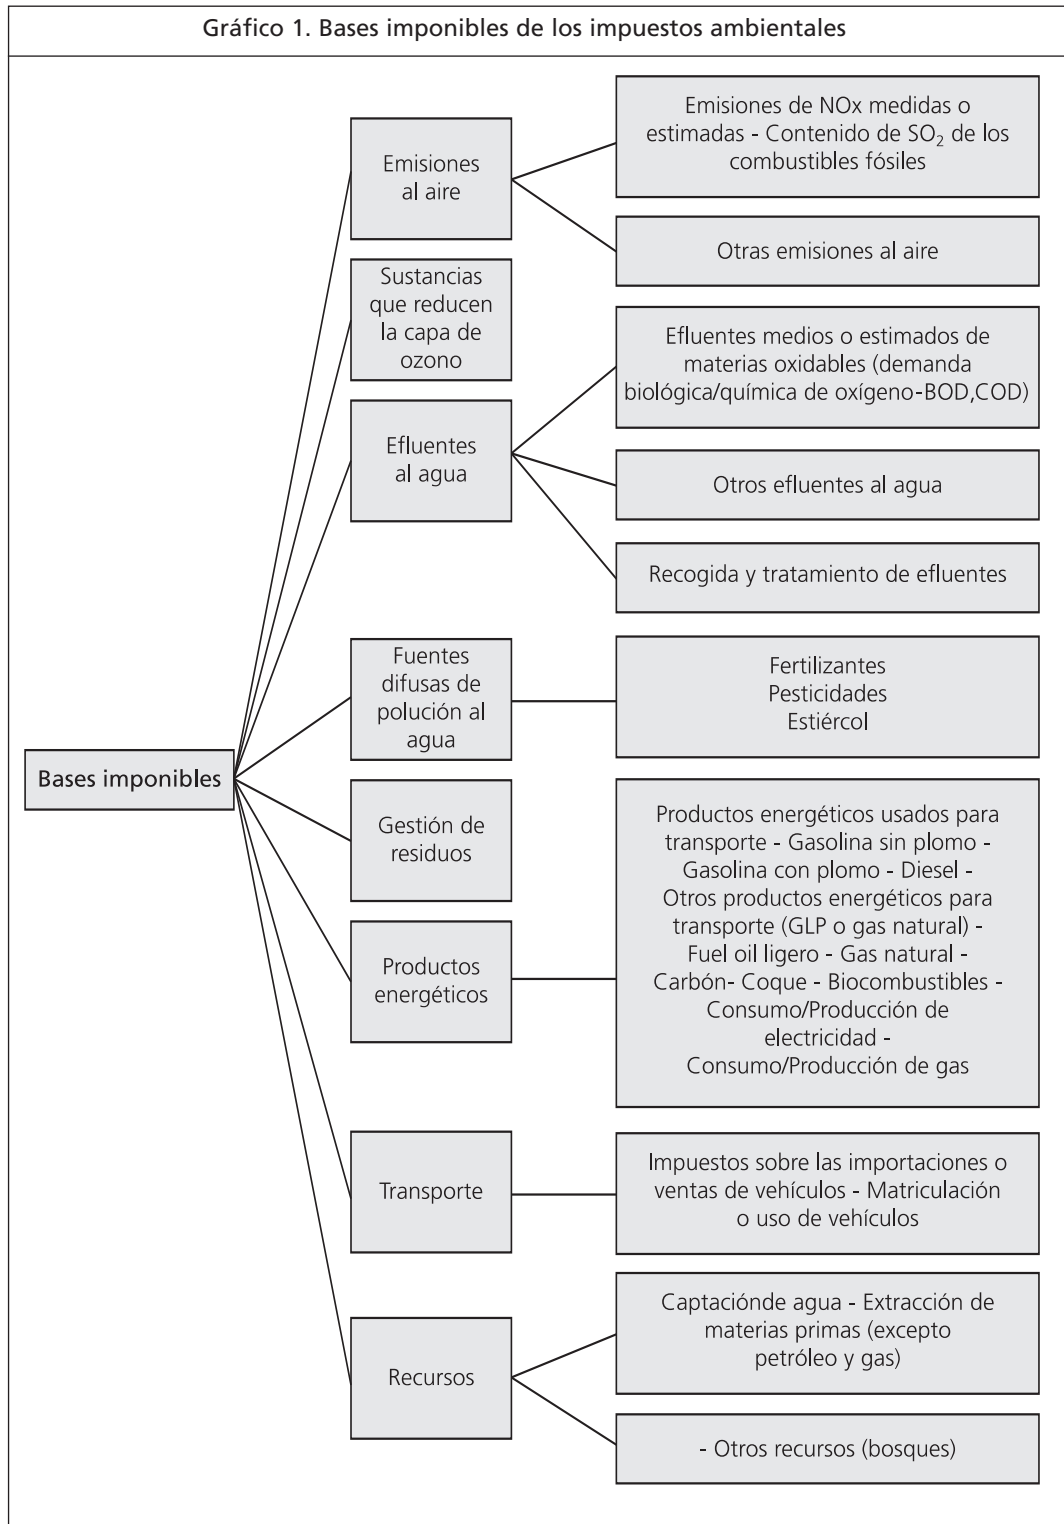 Gráfico 1. Bases imponibles de los impuestos ambientales
Bases imponibles
Emisiones
al aire
Emisiones de NOx medidas o
estimadas - Contenido de SO₂ de los
combustibles fósiles
Otras emisiones al aire
Sustancias
que reducen
la capa de
ozono
Efluentes
al agua
Efluentes medios o estimados de
materias oxidables (demanda
biológica/química de oxígeno-BOD,COD)
Otros efluentes al agua
Recogida y tratamiento de efluentes
Fuentes
difusas de
polución al
agua
Fertilizantes
Pesticidades
Estiércol
Gestión de
residuos
Productos
energéticos
Productos energéticos usados para
transporte - Gasolina sin plomo -
Gasolina con plomo - Diesel -
Otros productos energéticos para
transporte (GLP o gas natural) -
Fuel oil ligero - Gas natural -
Carbón- Coque - Biocombustibles -
Consumo/Producción de
electricidad -
Consumo/Producción de gas
Transporte
Impuestos sobre las importaciones o
ventas de vehículos - Matriculación
o uso de vehículos
Recursos
Captaciónde agua - Extracción de
materias primas (excepto
petróleo y gas)
- Otros recursos (bosques)